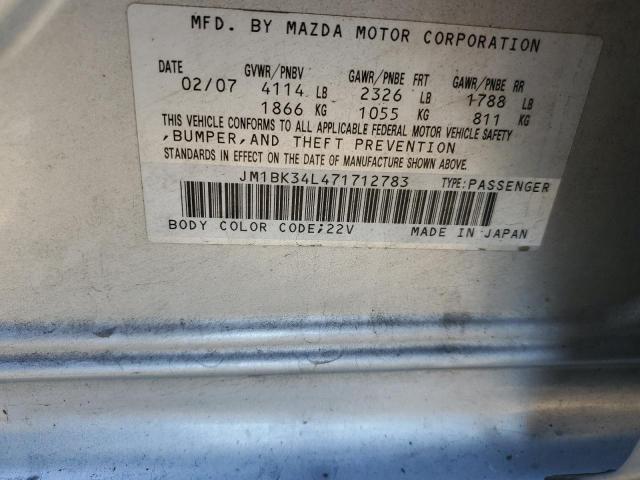 MFD. BY MAZDA MOTOR CORPORATION
DATE GVWR/PNBV GAWR/PNBE FRT GAWR/PNBE RR
02/07 4114 LB 2326 LB 1788 LB
1866 KG 1055 KG 811 KG
THIS VEHICLE CONFORMS TO ALL APPLICABLE FEDERAL MOTOR VEHICLE SAFETY
,BUMPER,AND THEFT PREVENTION
STANDARDS IN EFFECT ON THE DATE OF MANUFACTURE SHOWN ABOVE.
JM1BK34L471712783 TYPE:PASSENGER
BODY COLOR CODE;22V MADE IN JAPAN